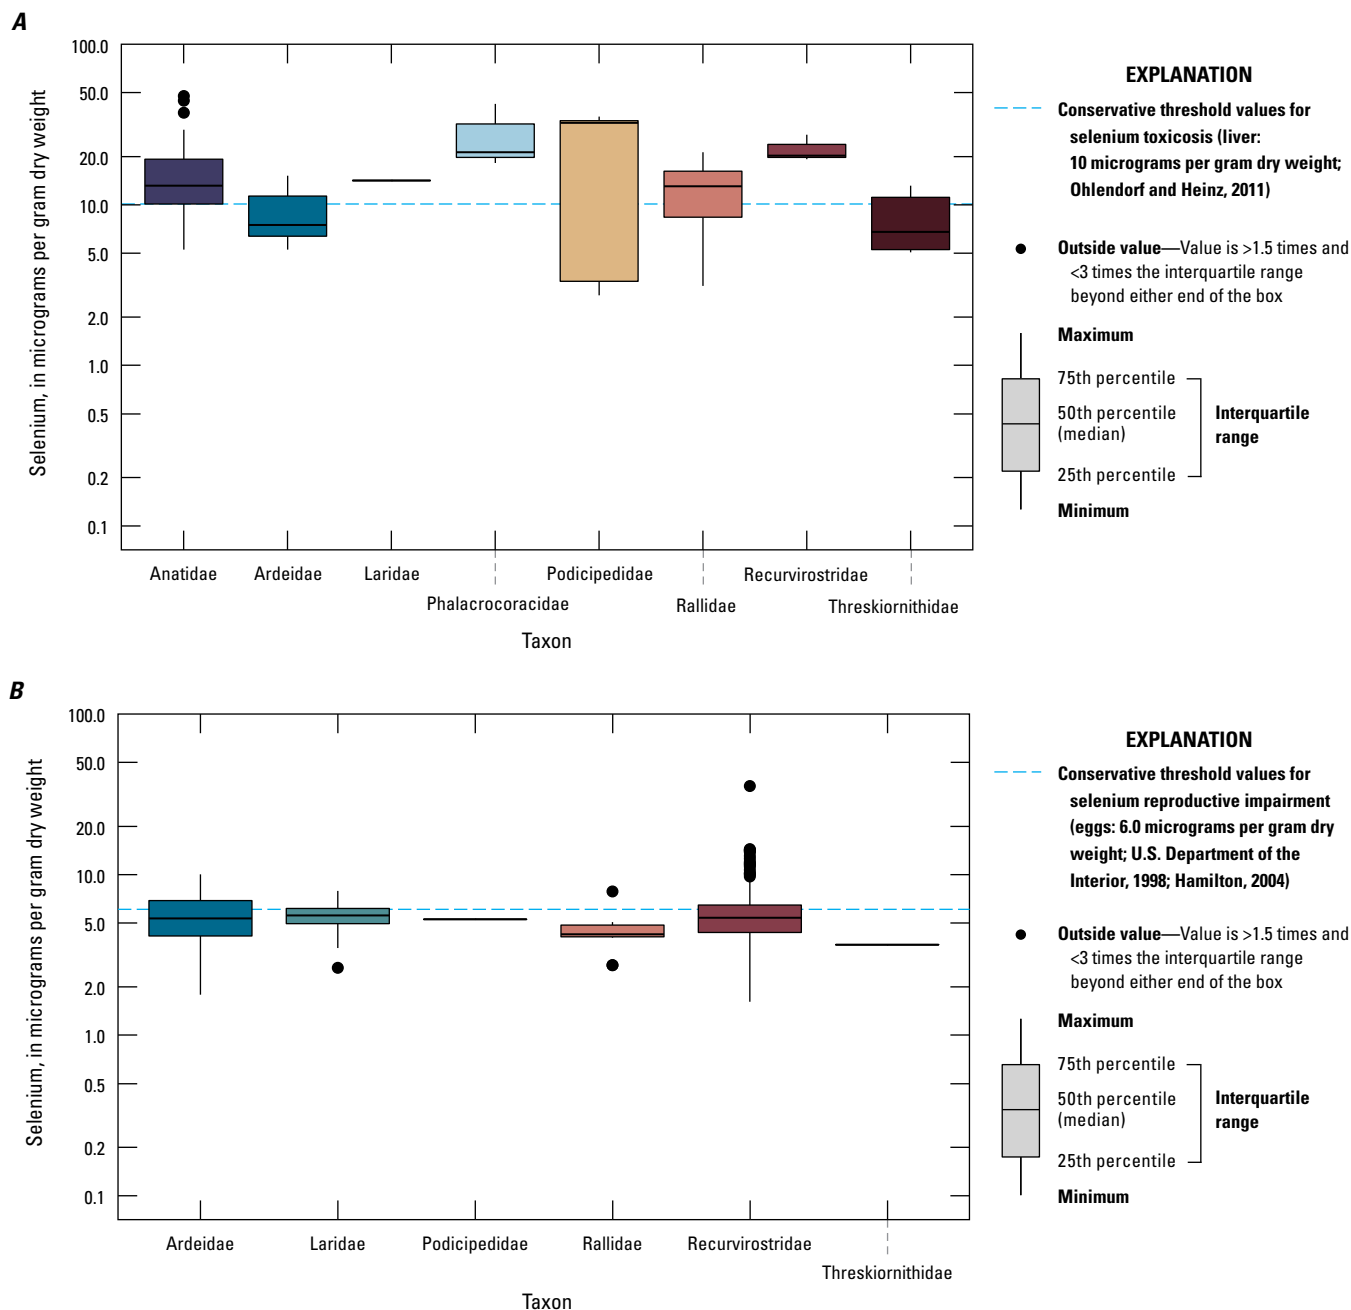 A
100.0
50.0
20.0
10.0
5.0
2.0
1.0
0.5
0.2
0.1
Selenium, in micrograms per gram dry weight
Anatidae
Ardeidae
Laridae
Phalacrocoracidae
Podicipedidae
Rallidae
Recurvirostridae
Threskiornithidae
Taxon
EXPLANATION
Conservative threshold values for
selenium toxicosis (liver:
10 micrograms per gram dry weight;
Ohlendorf and Heinz, 2011)
Outside value—Value is >1.5 times and
<3 times the interquartile range
beyond either end of the box
Maximum
75th percentile
50th percentile
(median)
Interquartile
range
25th percentile
Minimum
B
100.0
50.0
20.0
10.0
5.0
2.0
1.0
0.5
0.2
0.1
Selenium, in micrograms per gram dry weight
Ardeidae
Laridae
Podicipedidae
Rallidae
Recurvirostridae
Threskiornithidae
Taxon
EXPLANATION
Conservative threshold values for
selenium reproductive impairment
(eggs: 6.0 micrograms per gram dry
weight; U.S. Department of the
Interior, 1998; Hamilton, 2004)
Outside value—Value is >1.5 times and
<3 times the interquartile range
beyond either end of the box
Maximum
75th percentile
50th percentile
(median)
Interquartile
range
25th percentile
Minimum